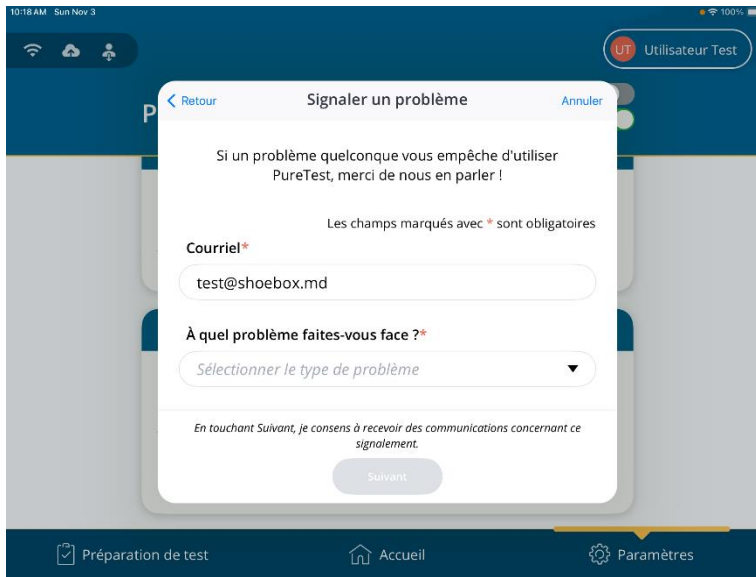 10:18 AM Sun Nov 3
100%
UT Utilisateur Test
P
Retour
Signaler un problème
Annuler
Si un problème quelconque vous empêche d'utiliser
PureTest, merci de nous en parler !
Les champs marqués avec * sont obligatoires
Courriel*
test@shoebox.md
À quel problème faites-vous face ?*
Sélectionner le type de problème
En touchant Suivant, je consens à recevoir des communications concernant ce
signalement.
Suivant
Préparation de test
Accueil
Paramètres